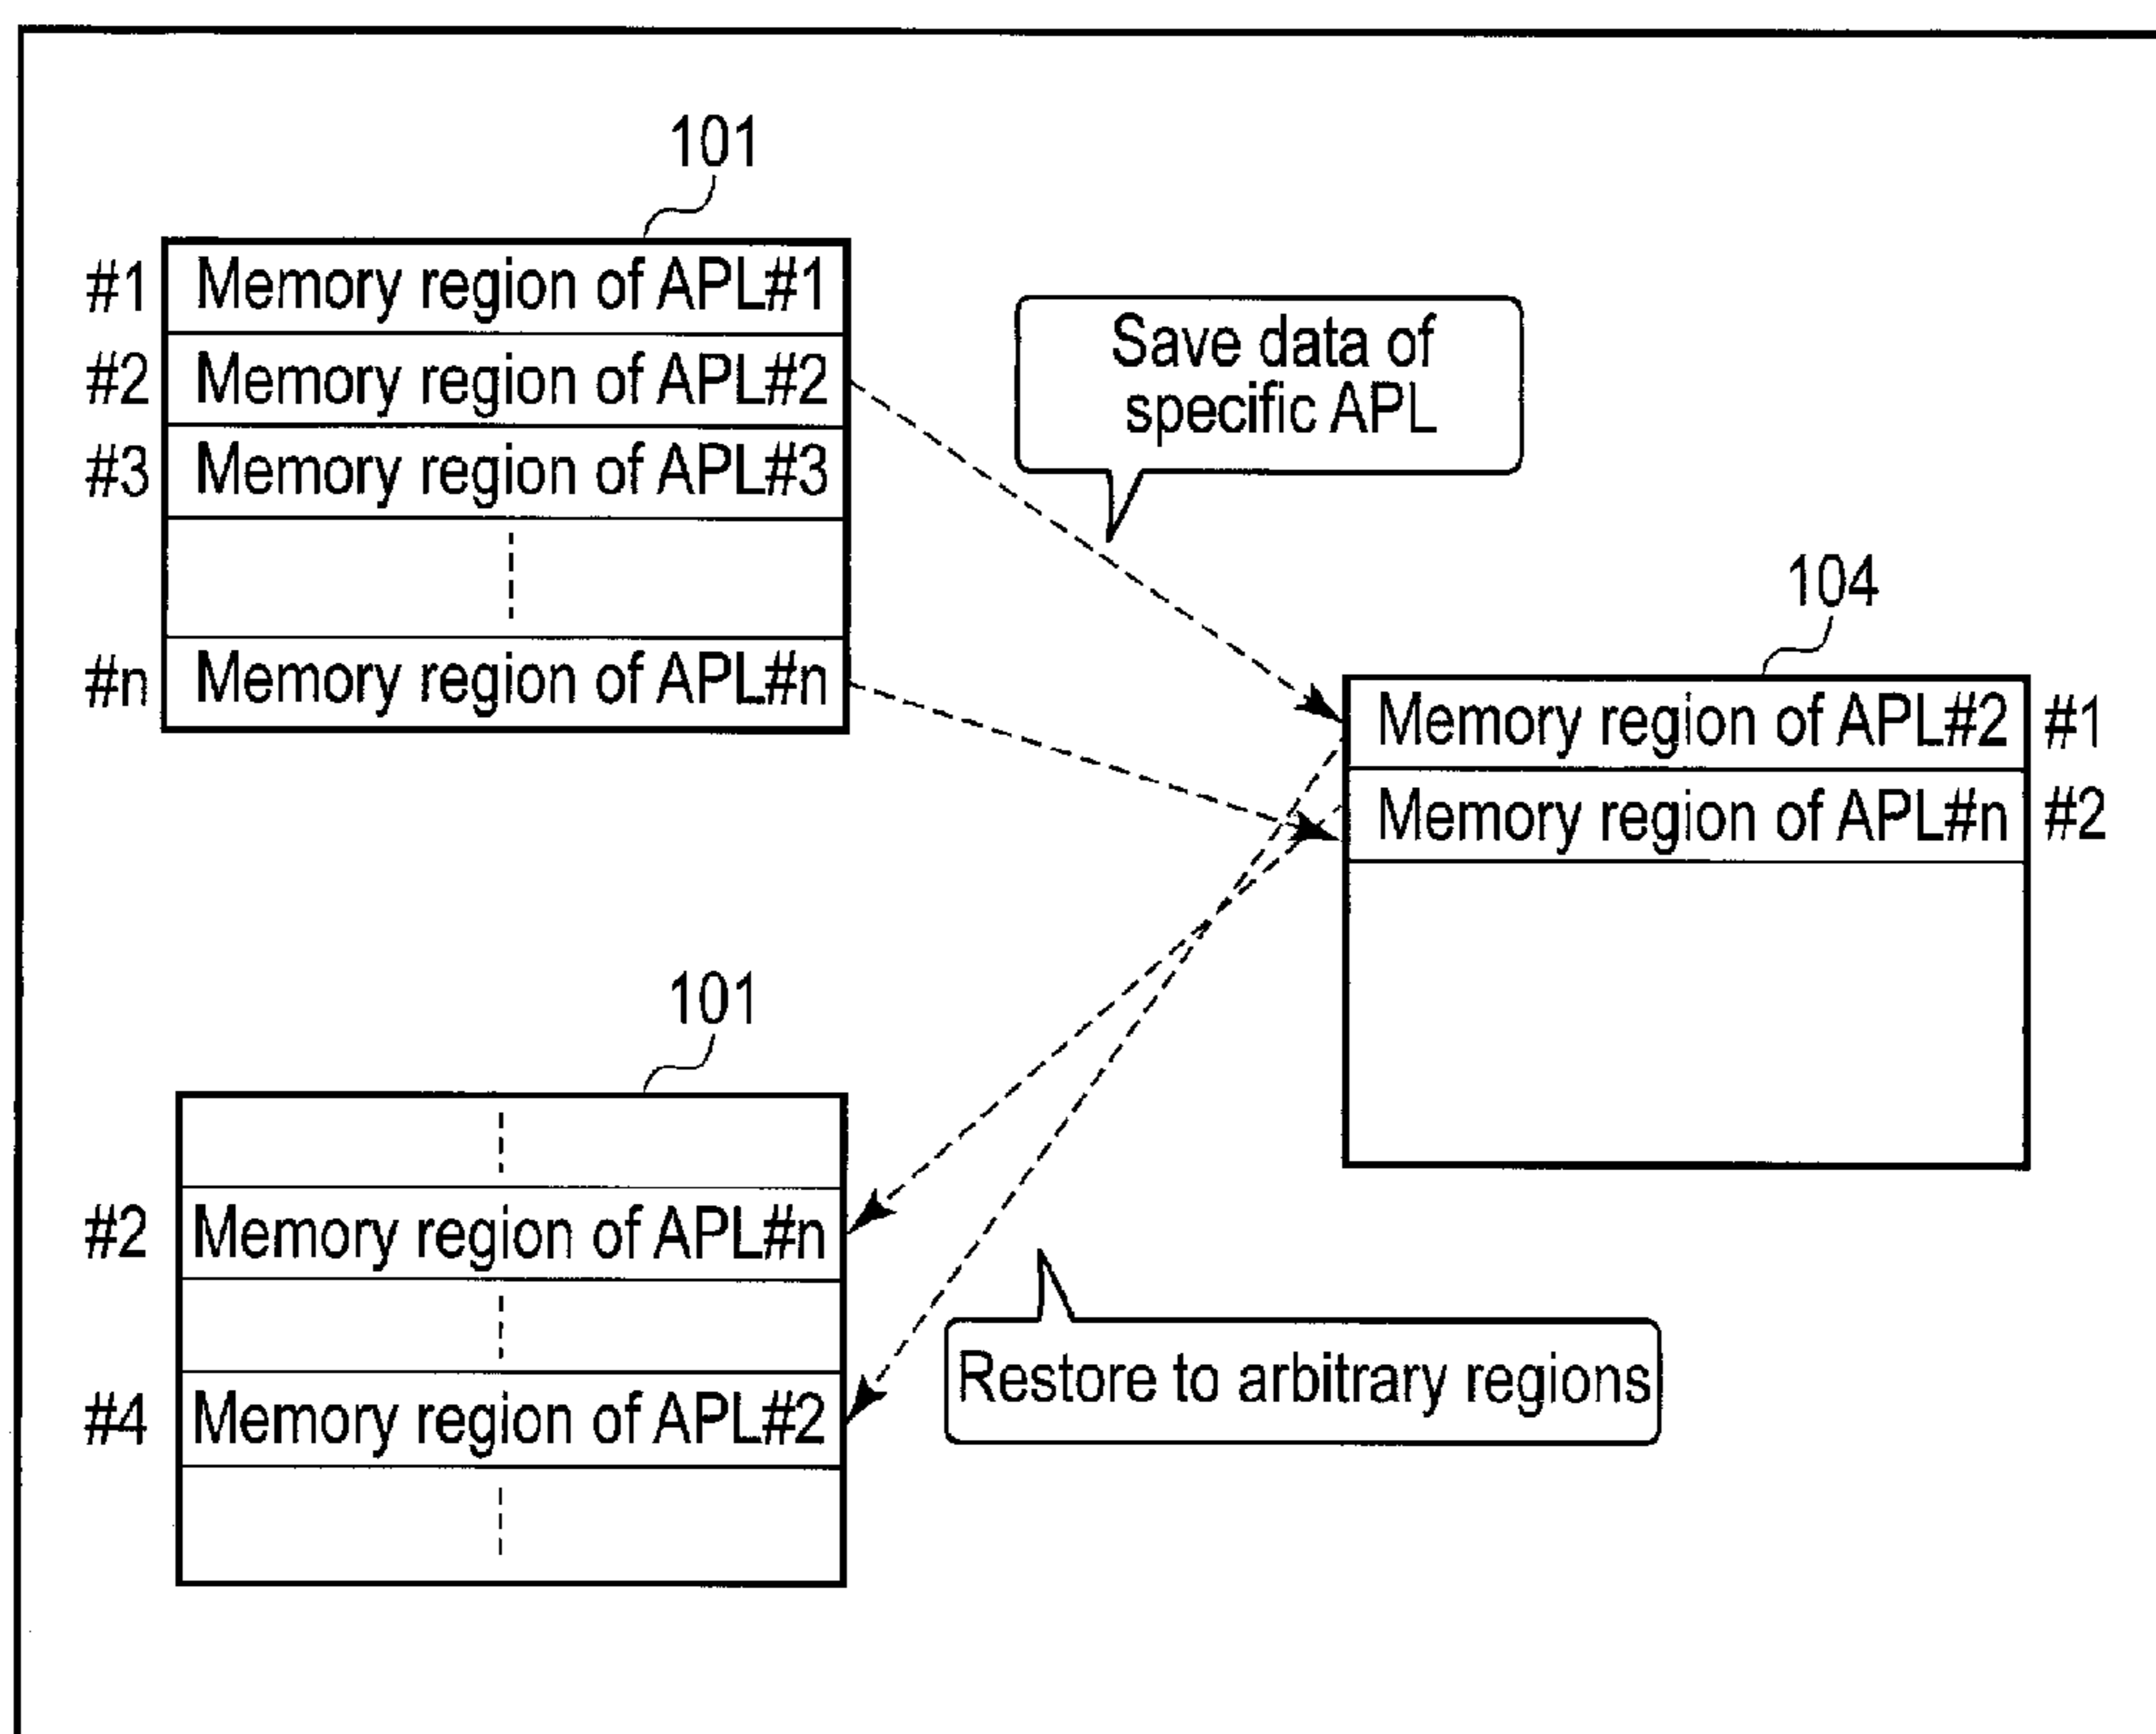 101
#1 Memory region of APL#1
#2 Memory region of APL#2
#3 Memory region of APL#3
#n Memory region of APL#n
Save data of
specific APL
104
Memory region of APL#2 #1
Memory region of APL#n #2
101
#2 Memory region of APL#n
#4 Memory region of APL#2
Restore to arbitrary regions